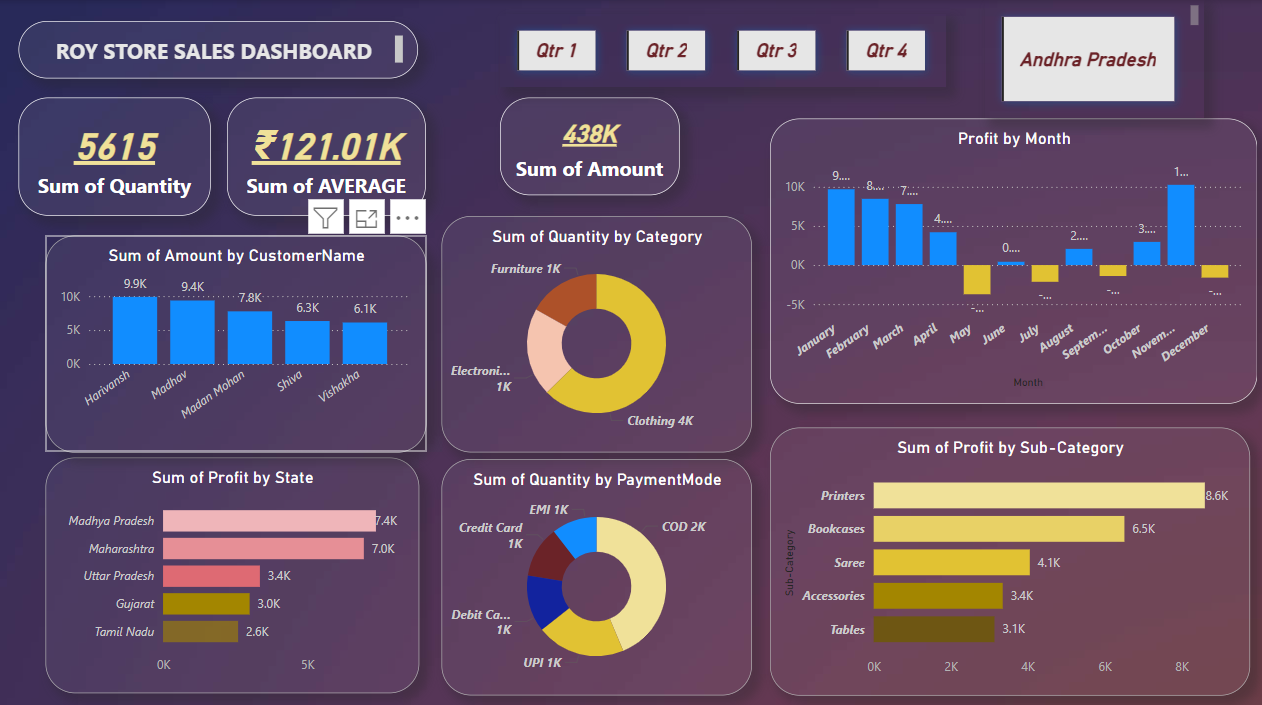 ROY STORE SALES DASHBOARD
Qtr 1
Qtr 2
Qtr 3
Qtr 4
Andhra Pradesh
5615
Sum of Quantity
₹121.01K
Sum of AVERAGE
438K
Sum of Amount
Profit by Month
10K
5K
0K
-5K
9....
8....
7....
4....
-...
0....
-...
2....
-...
3....
1...
-...
January
February
March
April
May
June
July
August
Septem...
October
Novem...
December
Month
Sum of Amount by CustomerName
10K
5K
0K
9.9K
9.4K
7.8K
6.3K
6.1K
Harivansh
Madhav
Madan Mohan
Shiva
Vishakha
Sum of Quantity by Category
Furniture 1K
Electroni...
1K
Clothing 4K
Sum of Profit by State
Madhya Pradesh
7.4K
Maharashtra
7.0K
Uttar Pradesh
3.4K
Gujarat
3.0K
Tamil Nadu
2.6K
0K
5K
Sum of Quantity by PaymentMode
EMI 1K
Credit Card
1K
COD 2K
Debit Ca...
1K
UPI 1K
Sum of Profit by Sub-Category
Sub-Category
Printers
8.6K
Bookcases
6.5K
Saree
4.1K
Accessories
3.4K
Tables
3.1K
0K
2K
4K
6K
8K